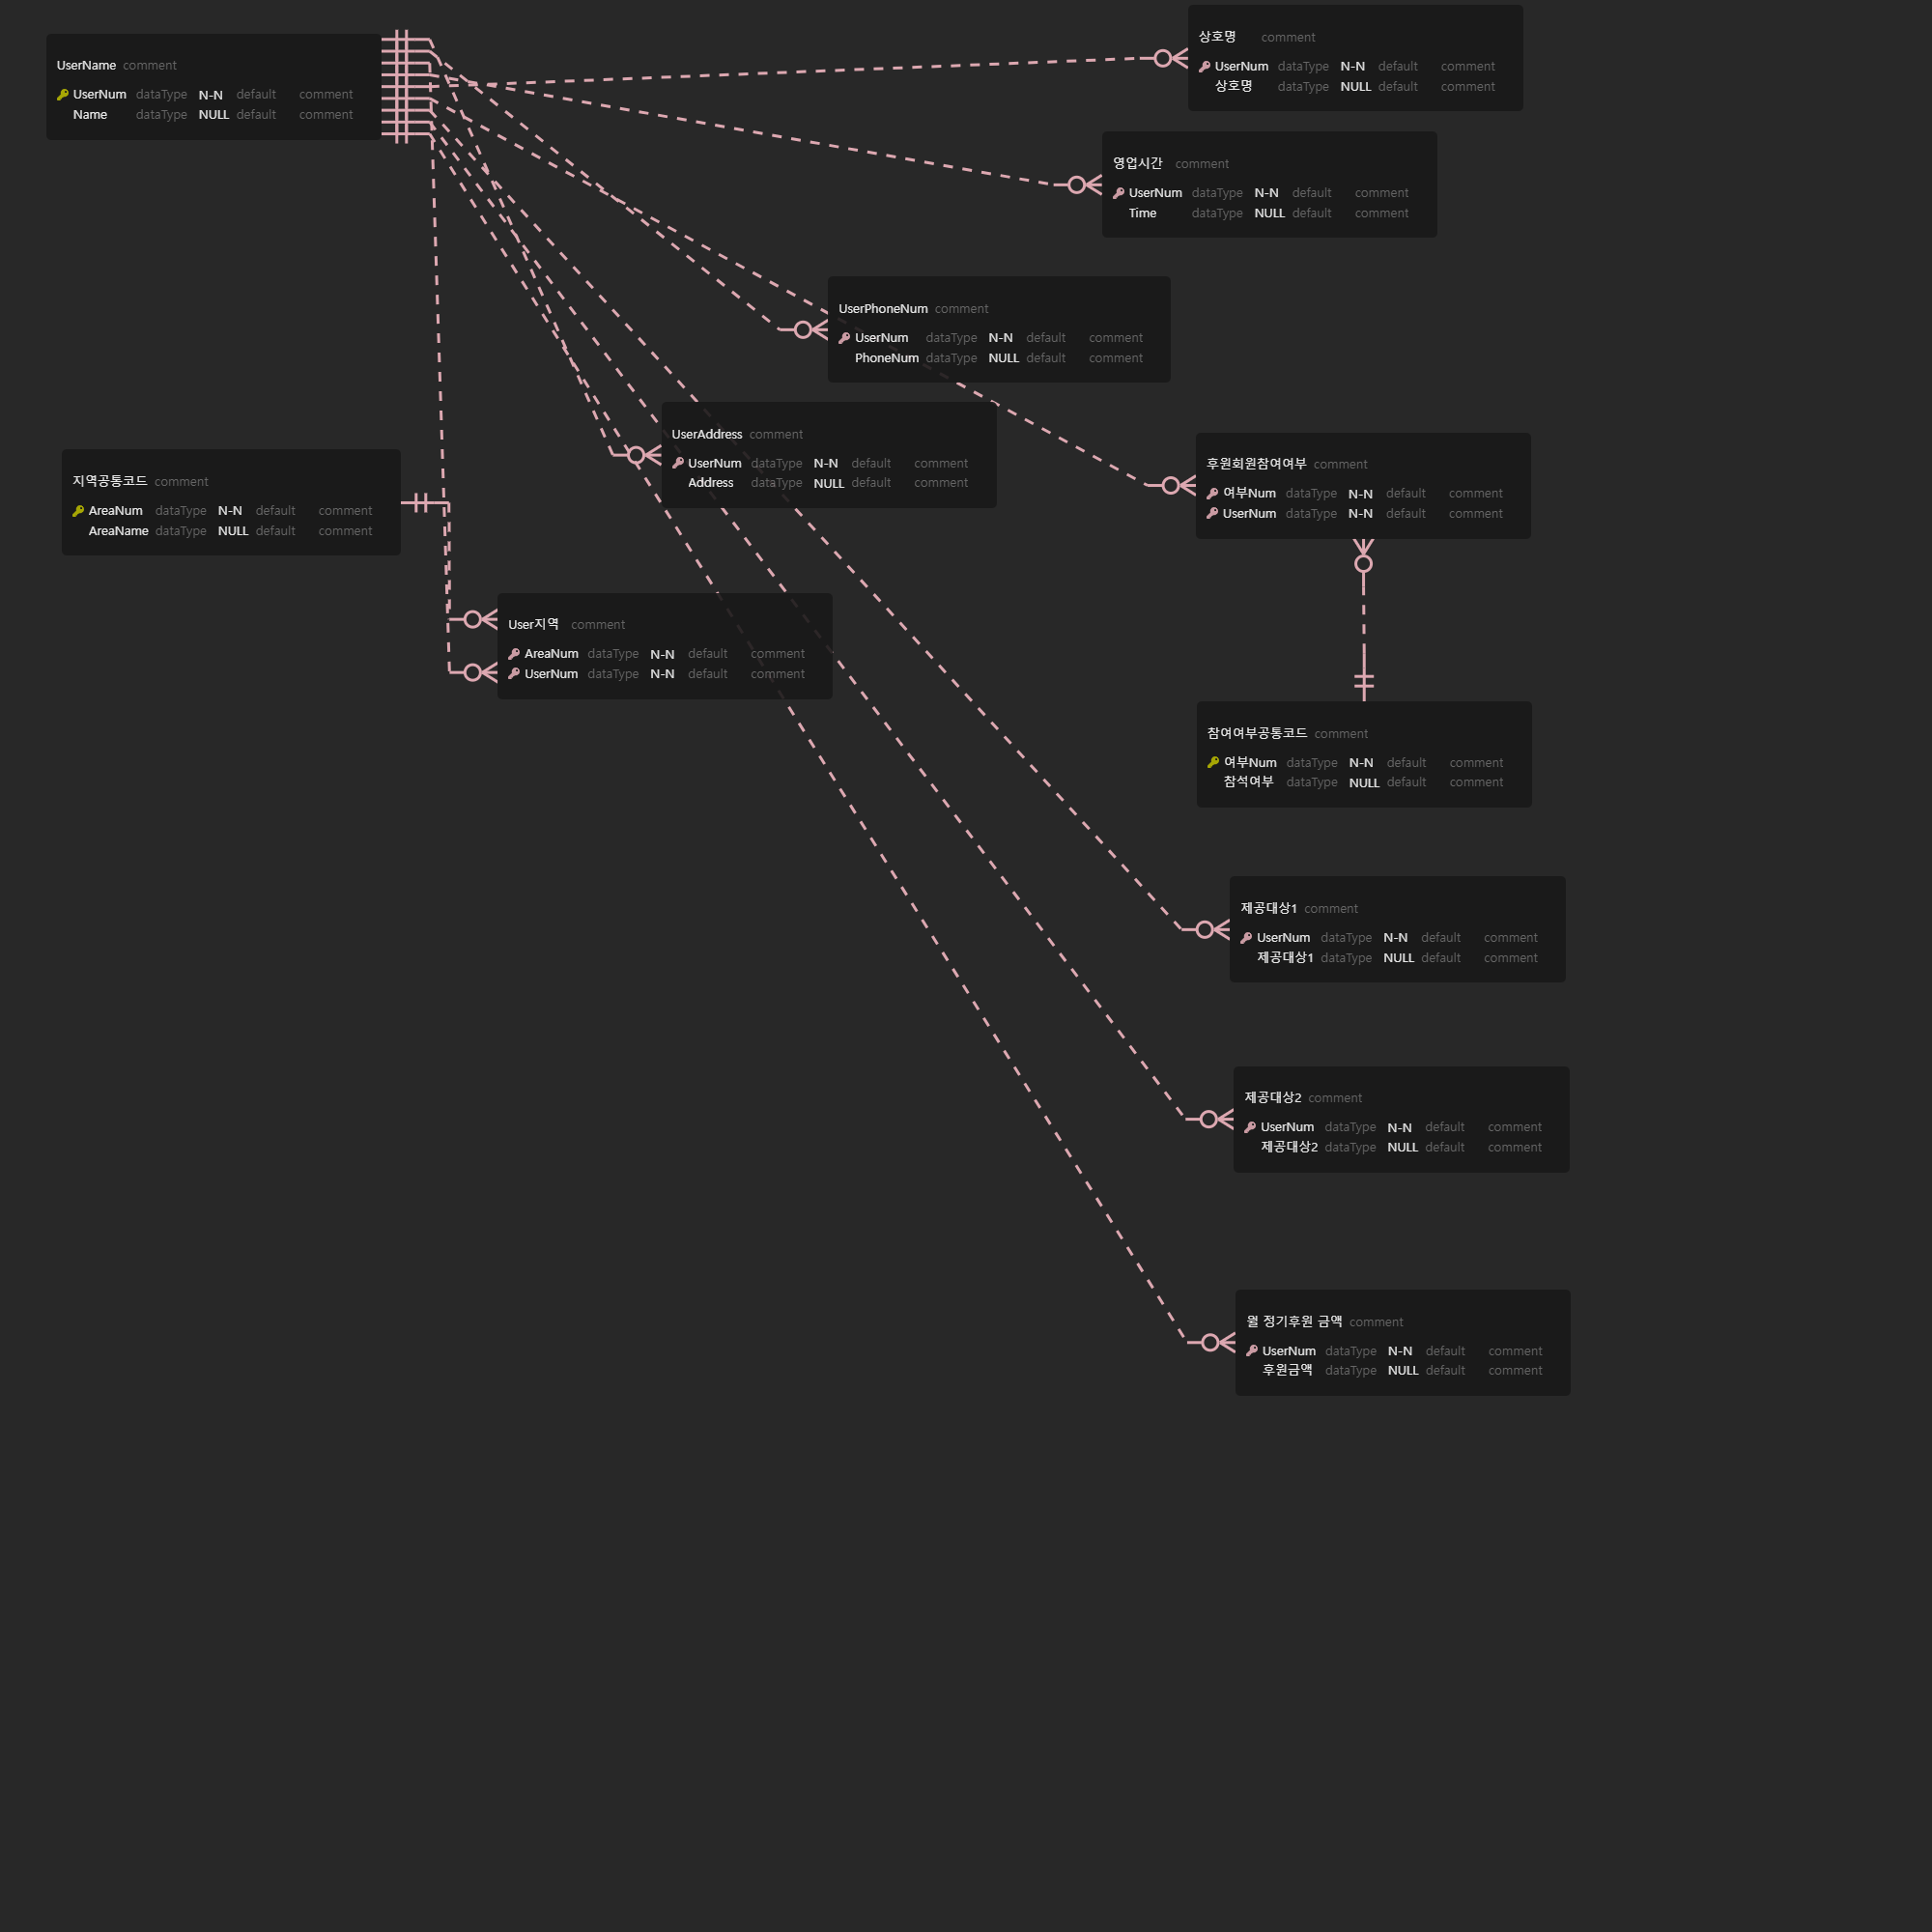 UserName comment
UserNum dataType N-N default comment
Name dataType NULL default comment
상호명 comment
UserNum dataType N-N default comment
상호명 dataType NULL default comment
영업시간 comment
UserNum dataType N-N default comment
Time dataType NULL default comment
UserPhoneNum comment
UserNum dataType N-N default comment
PhoneNum dataType NULL default comment
UserAddress comment
UserNum dataType N-N default comment
Address dataType NULL default comment
후원회원참여여부 comment
여부Num dataType N-N default comment
UserNum dataType N-N default comment
지역공통코드 comment
AreaNum dataType N-N default comment
AreaName dataType NULL default comment
User지역 comment
AreaNum dataType N-N default comment
UserNum dataType N-N default comment
참여여부공통코드 comment
여부Num dataType N-N default comment
참석여부 dataType NULL default comment
제공대상1 comment
UserNum dataType N-N default comment
제공대상1 dataType NULL default comment
제공대상2 comment
UserNum dataType N-N default comment
제공대상2 dataType NULL default comment
월 정기후원 금액 comment
UserNum dataType N-N default comment
후원금액 dataType NULL default comment